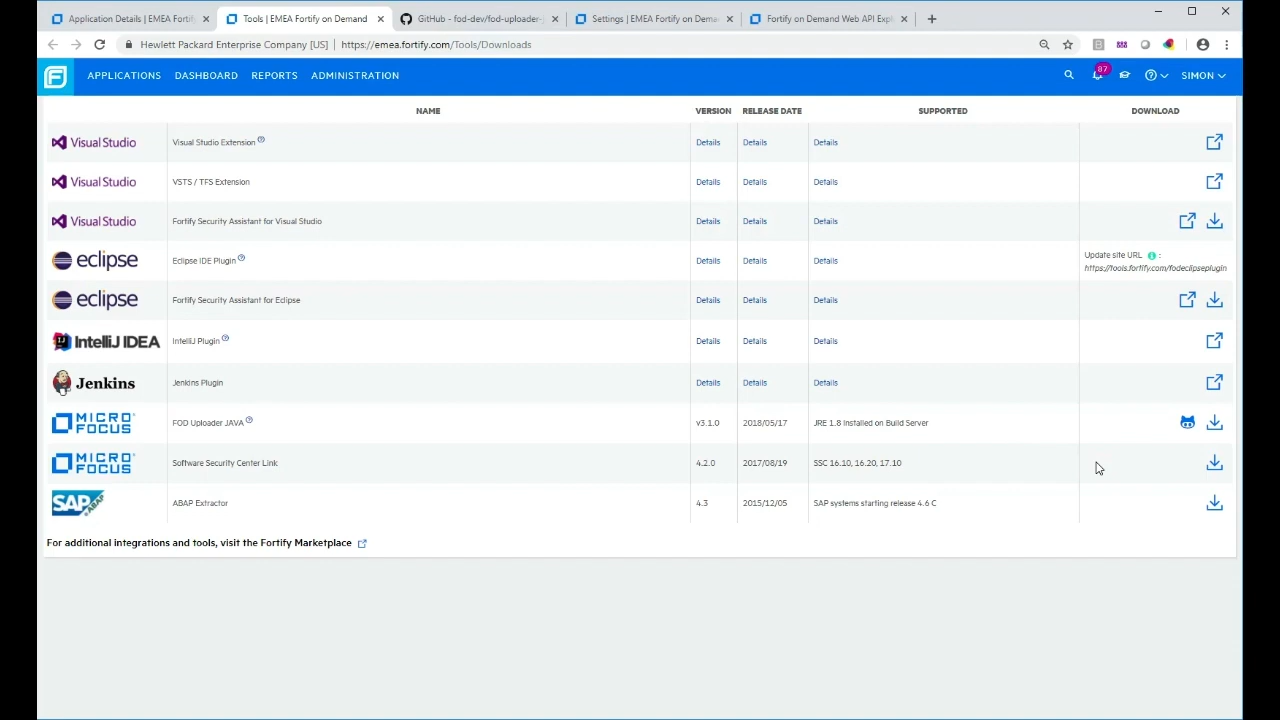 Application Details | EMEA Fortif
Tools | EMEA Fortify on Demand
GitHub - fod-dev/fod-uploader-
Settings | EMEA Fortify on Dema
Fortify on Demand Web API Expl
Hewlett Packard Enterprise Company [US] | https://emea.fortify.com/Tools/Downloads
APPLICATIONS DASHBOARD REPORTS ADMINISTRATION 87 SIMON
NAME VERSION RELEASE DATE SUPPORTED DOWNLOAD
Visual Studio Visual Studio Extension Details Details Details
Visual Studio VSTS / TFS Extension Details Details Details
Visual Studio Fortify Security Assistant for Visual Studio Details Details Details
eclipse Eclipse IDE Plugin Details Details Details Update site URL :
https://tools.fortify.com/fodeclipseplugin
eclipse Fortify Security Assistant for Eclipse Details Details Details
IntelliJ IDEA IntelliJ Plugin Details Details Details
Jenkins Jenkins Plugin Details Details Details
MICRO FOCUS FOD Uploader JAVA v3.1.0 2018/05/17 JRE 1.8 Installed on Build Server
MICRO FOCUS Software Security Center Link 4.2.0 2017/08/19 SSC 16.10, 16.20, 17.10
SAP ABAP ABAP Extractor 4.3 2015/12/05 SAP systems starting release 4.6 C
For additional integrations and tools, visit the Fortify Marketplace